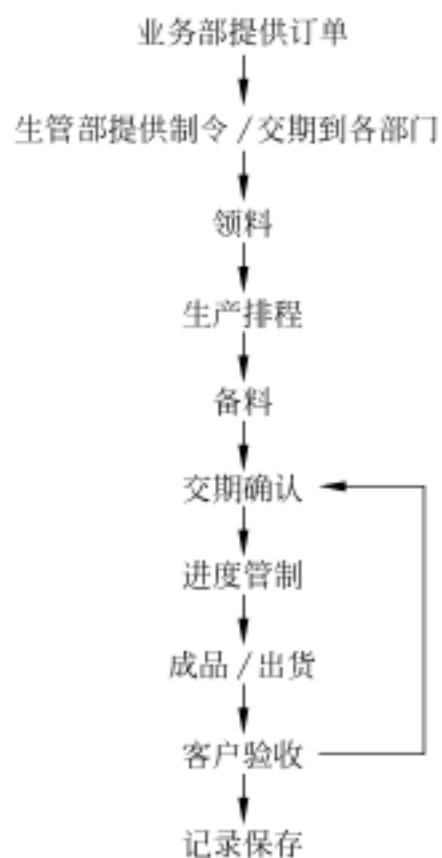 业务部提供订单
生管部提供制令/交期到各部门
领料
生产排程
备料
交期确认
进度管制
成品/出货
客户验收
记录保存